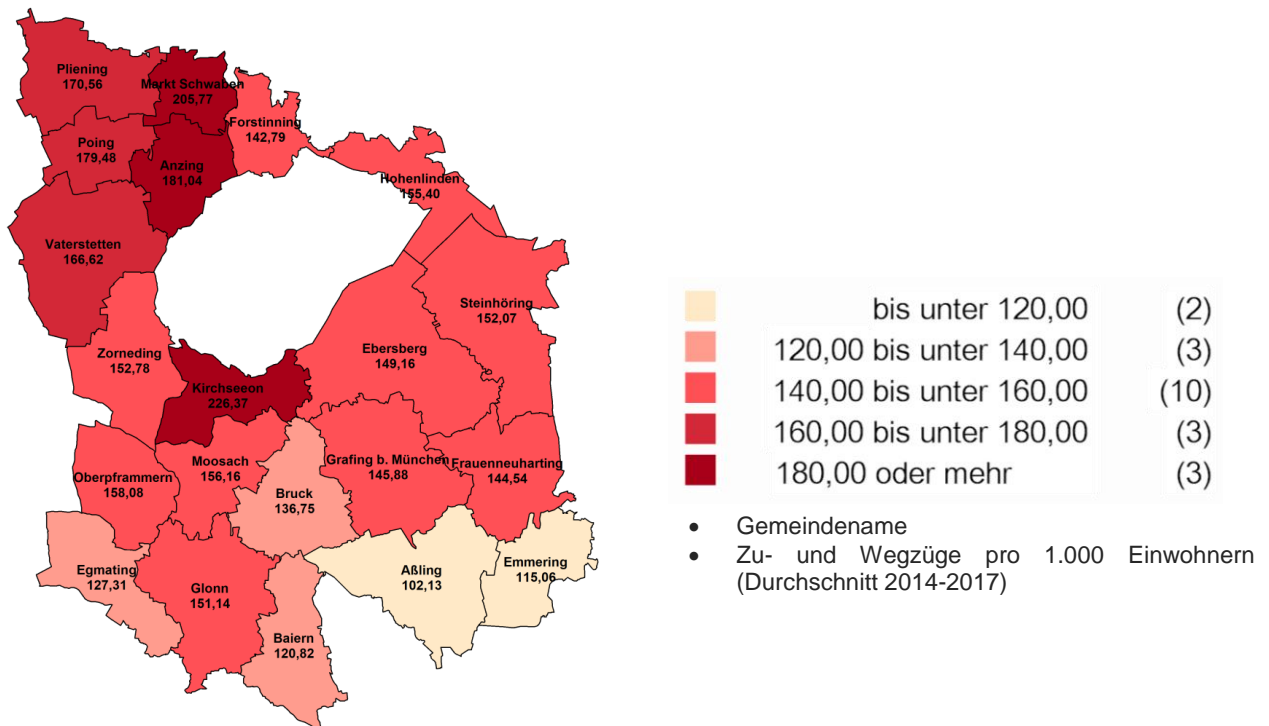 Pliening
170,56
Markt Schwaben
205,77
Forstinning
142,79
Poing
179,48
Anzing
181,04
Hohenlinden
155,40
Vaterstetten
166,62
Steinhöring
152,07
Zorneding
152,78
Ebersberg
149,16
Kirchseeon
226,37
Oberpframmern
158,08
Moosach
156,16
Bruck
136,75
Grafing b. München
145,88
Frauenneuharting
144,54
Egmating
127,31
Glonn
151,14
Baiern
120,82
Aßling
102,13
Emmering
115,06
bis unter 120,00 (2)
120,00 bis unter 140,00 (3)
140,00 bis unter 160,00 (10)
160,00 bis unter 180,00 (3)
180,00 oder mehr (3)
• Gemeindename
• Zu- und Wegzüge pro 1.000 Einwohnern
(Durchschnitt 2014-2017)